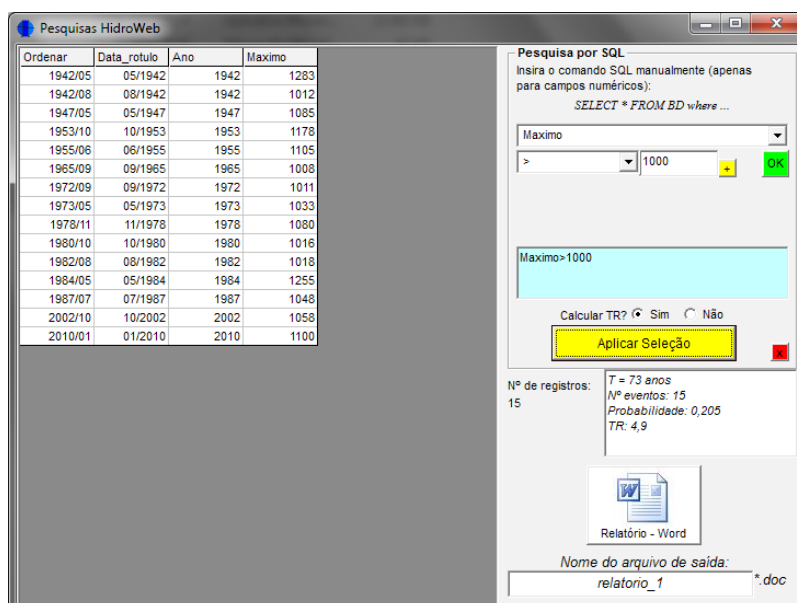 Pesquisas HidroWeb
Ordenar Data_rotulo Ano Maximo
1942/05 05/1942 1942 1283
1942/08 08/1942 1942 1012
1947/05 05/1947 1947 1085
1953/10 10/1953 1953 1178
1955/06 06/1955 1955 1105
1965/09 09/1965 1965 1008
1972/09 09/1972 1972 1011
1973/05 05/1973 1973 1033
1978/11 11/1978 1978 1080
1980/10 10/1980 1980 1016
1982/08 08/1982 1982 1018
1984/05 05/1984 1984 1255
1987/07 07/1987 1987 1048
2002/10 10/2002 2002 1058
2010/01 01/2010 2010 1100
Pesquisa por SQL
Insira o comando SQL manualmente (apenas
para campos numéricos):
SELECT * FROM BD where ...
Maximo
> 1000 + OK
Maximo>1000
Calcular TR? Sim Não
Aplicar Seleção
x
Nº de registros:
15
T = 73 anos
Nº eventos: 15
Probabilidade: 0,205
TR: 4,9
W
Relatório - Word
Nome do arquivo de saída:
relatorio_1 *.doc